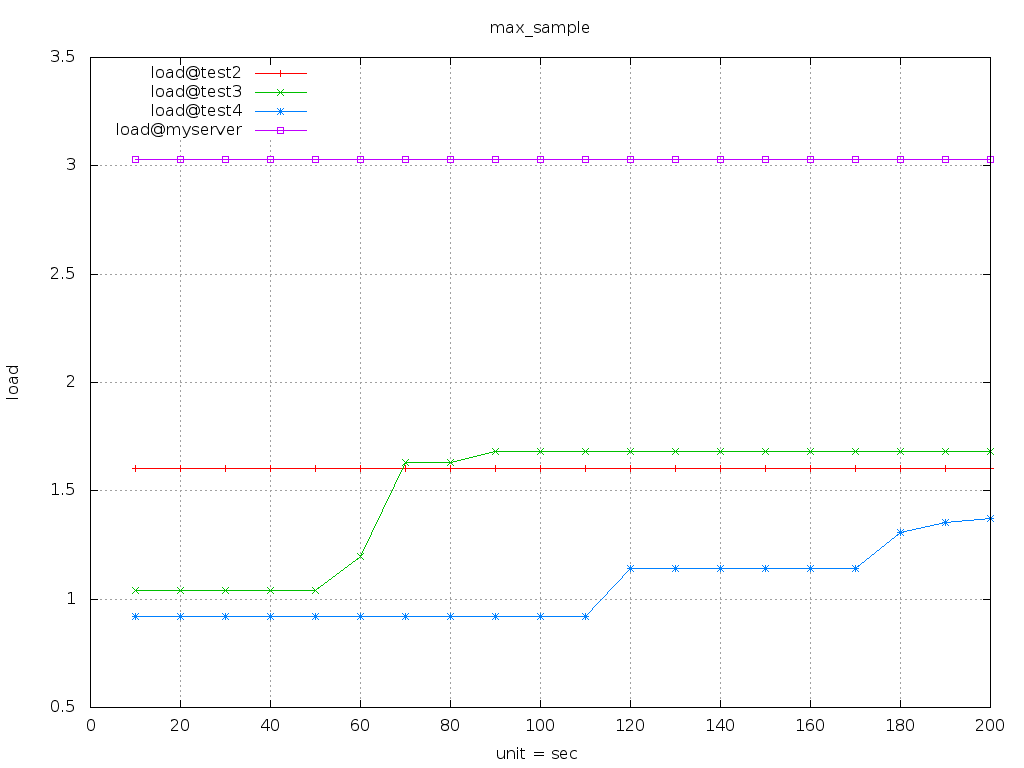 max_sample
load@test2
load@test3
load@test4
load@myserver
3.5
3
2.5
2
1.5
1
0.5
load
0 20 40 60 80 100 120 140 160 180 200
unit = sec